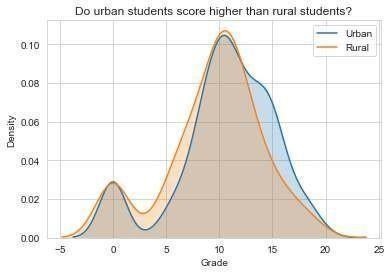 Do urban students score higher than rural students?
Urban
Rural
0.10
0.08
0.06
0.04
0.02
0.00
Density
−5
0
5
10
15
20
25
Grade